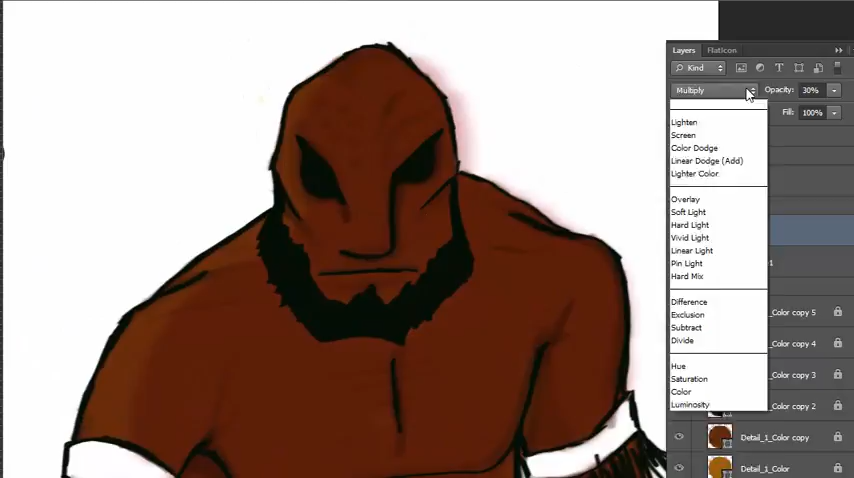 Layers FlatIcon
Kind
Multiply Opacity: 30%
Fill: 100%
Lighten
Screen
Color Dodge
Linear Dodge (Add)
Lighter Color
Overlay
Soft Light
Hard Light
Vivid Light
Linear Light
Pin Light
Hard Mix
Difference
Exclusion
Subtract
Divide
Hue
Saturation
Color
Luminosity
1
_Color copy 5
_Color copy 4
_Color copy 3
_Color copy 2
Detail_1_Color copy
Detail_1_Color